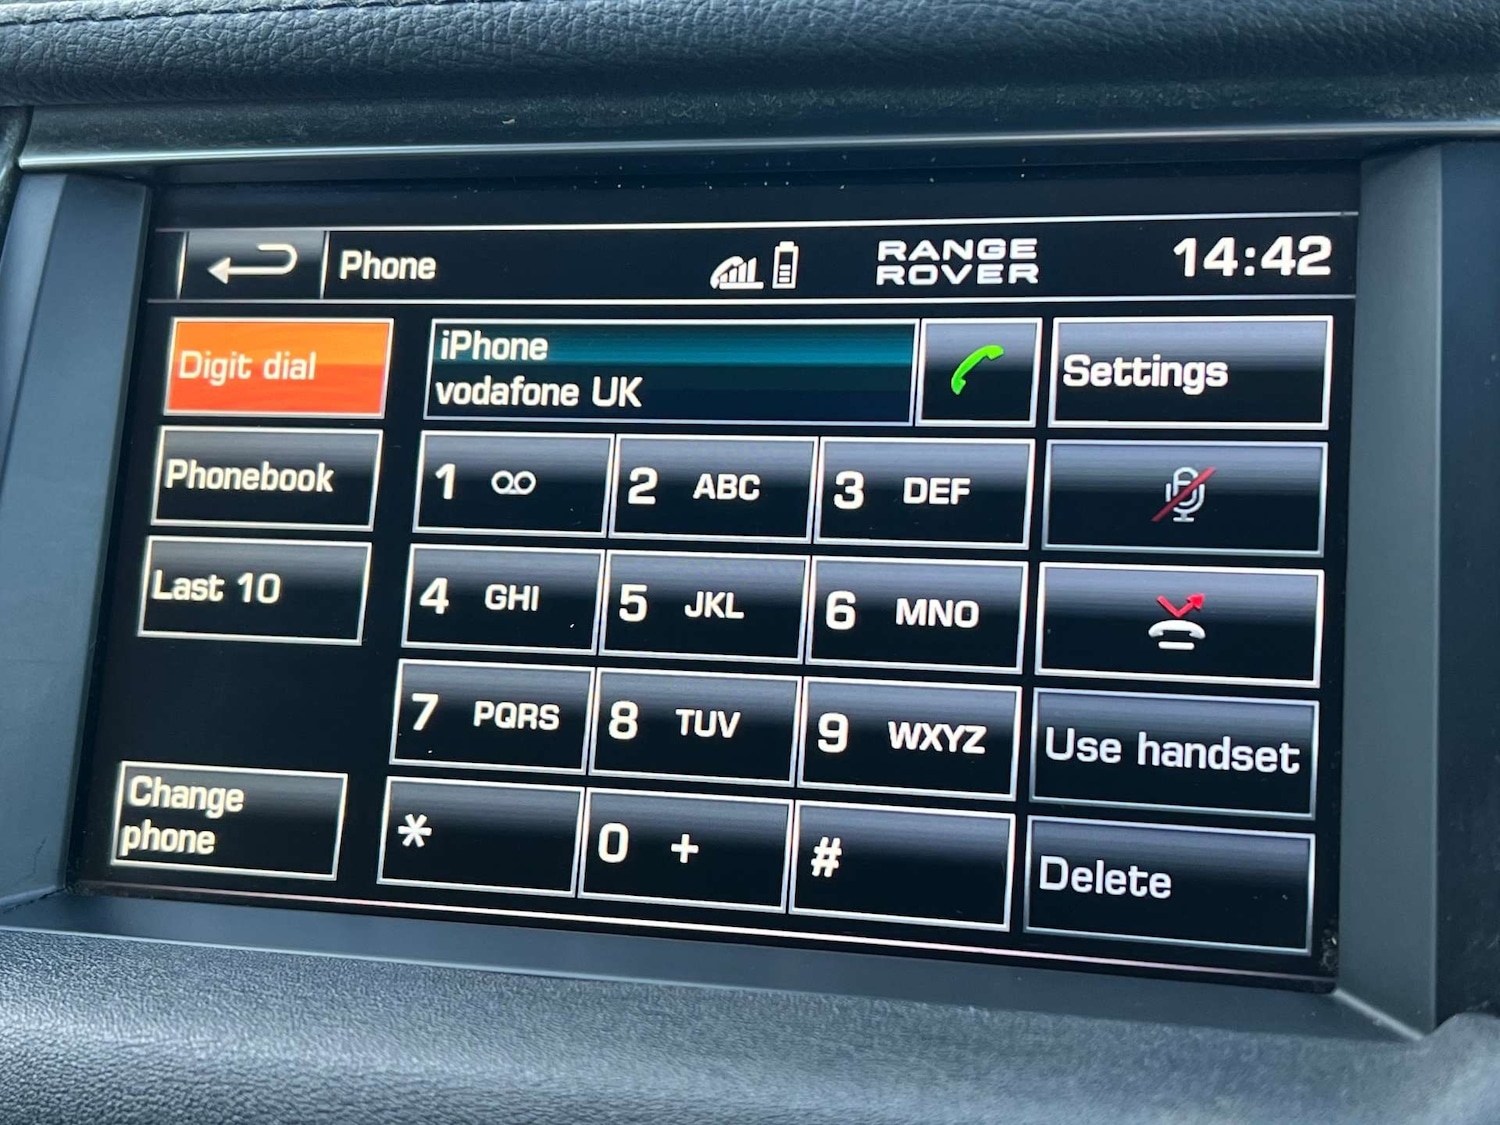 Phone
RANGE
ROVER
14:42
Digit dial
iPhone
vodafone UK
Settings
Phonebook
1
2 ABC
3 DEF
Last 10
4 GHI
5 JKL
6 MNO
7 PQRS
8 TUV
9 WXYZ
Use handset
Change
phone
*
0 +
#
Delete